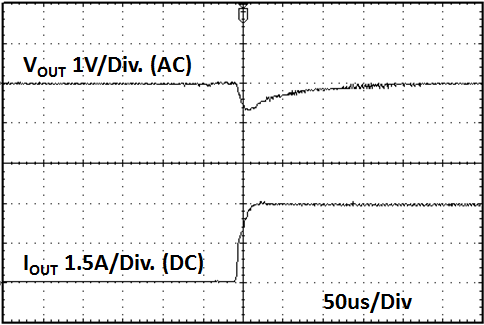 VOUT 1V/Div. (AC)
IOUT 1.5A/Div. (DC)
50us/Div